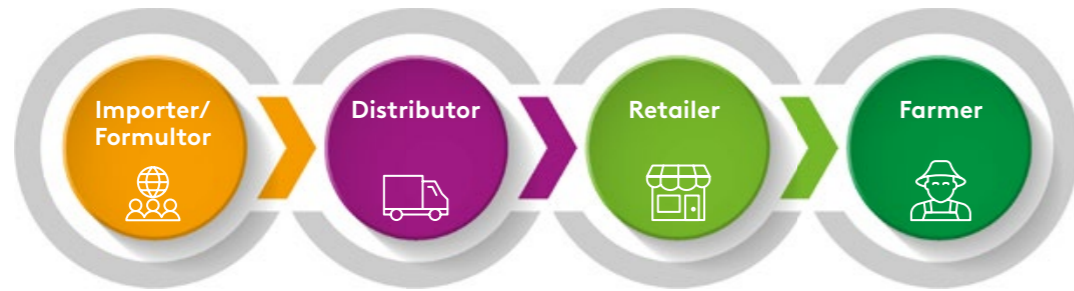 Importer/
Formultor
Distributor
Retailer
Farmer